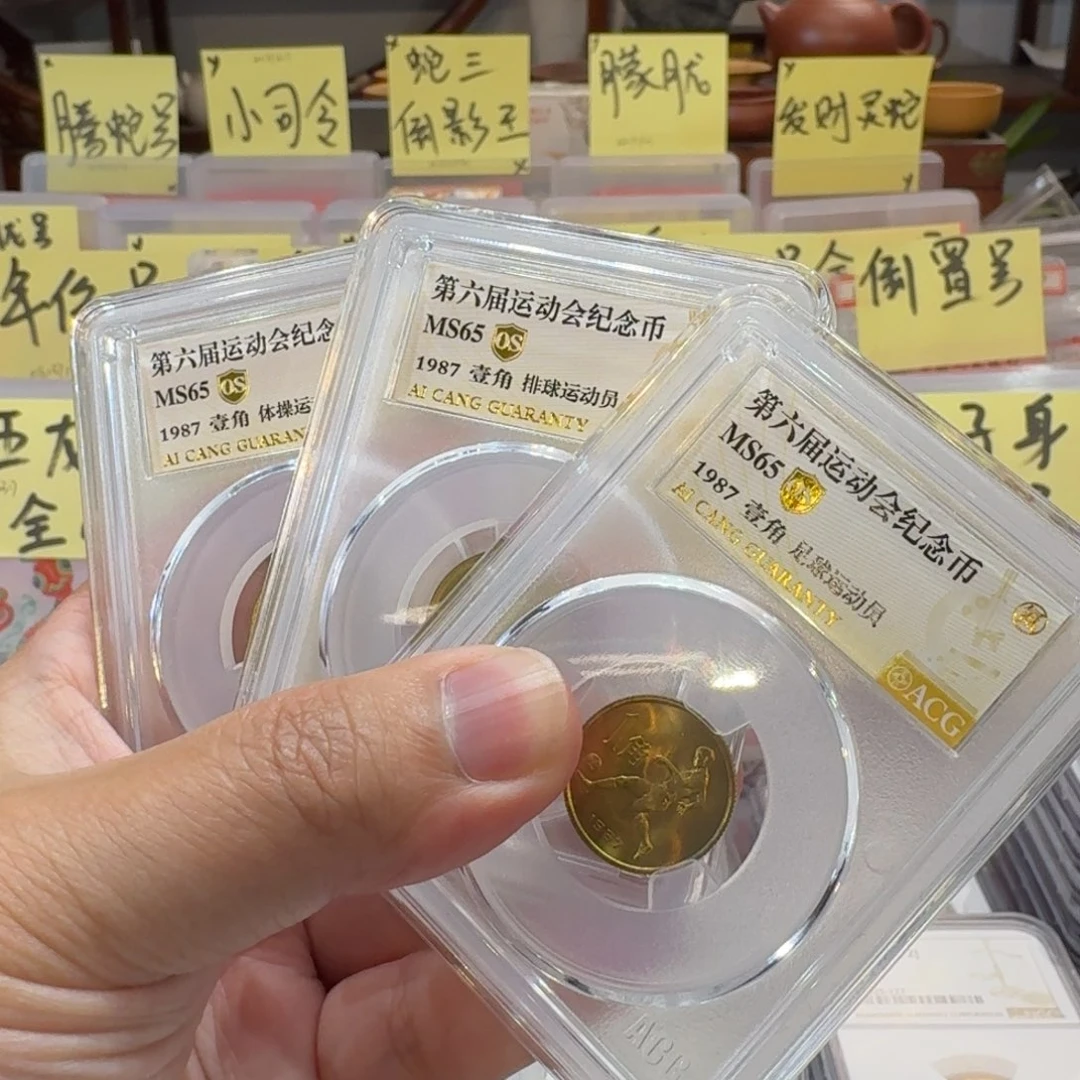 腾蛇号
小司令
蛇三
倒影王
朦胧
发财灵蛇
倒置号
全
身
第六届运动会纪念
MS65 OS
1987 壹角 体操运
AI CANG GUARAN
第六届运动会纪念币
MS65 OS
1987 壹角 排球运动员
AI CANG GUARANTY
第六届运动会纪念币
MS65
1987 壹角 足球运动员
AI CANG GUARANTY
ACG